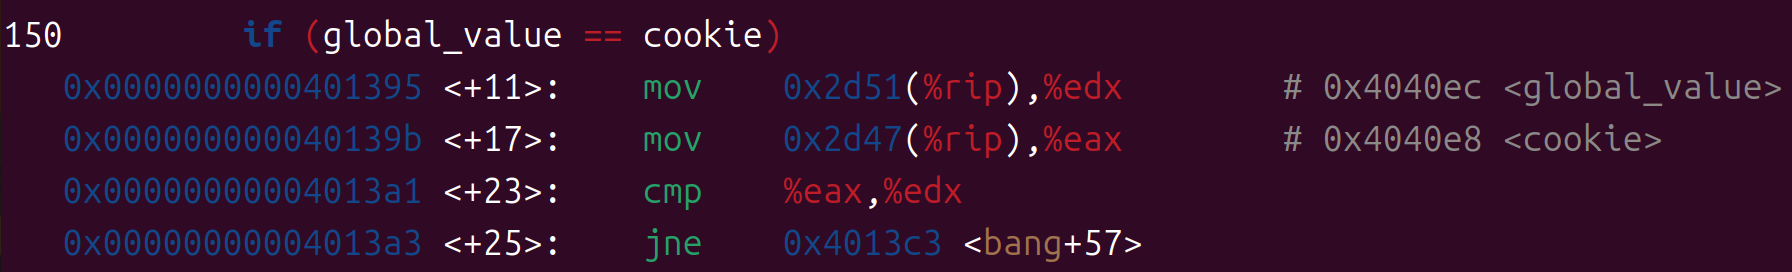 150 if (global_value == cookie)
0x0000000000401395 <+11>: mov 0x2d51(%rip),%edx # 0x4040ec <global_value>
0x000000000040139b <+17>: mov 0x2d47(%rip),%eax # 0x4040e8 <cookie>
0x00000000004013a1 <+23>: cmp %eax,%edx
0x00000000004013a3 <+25>: jne 0x4013c3 <bang+57>